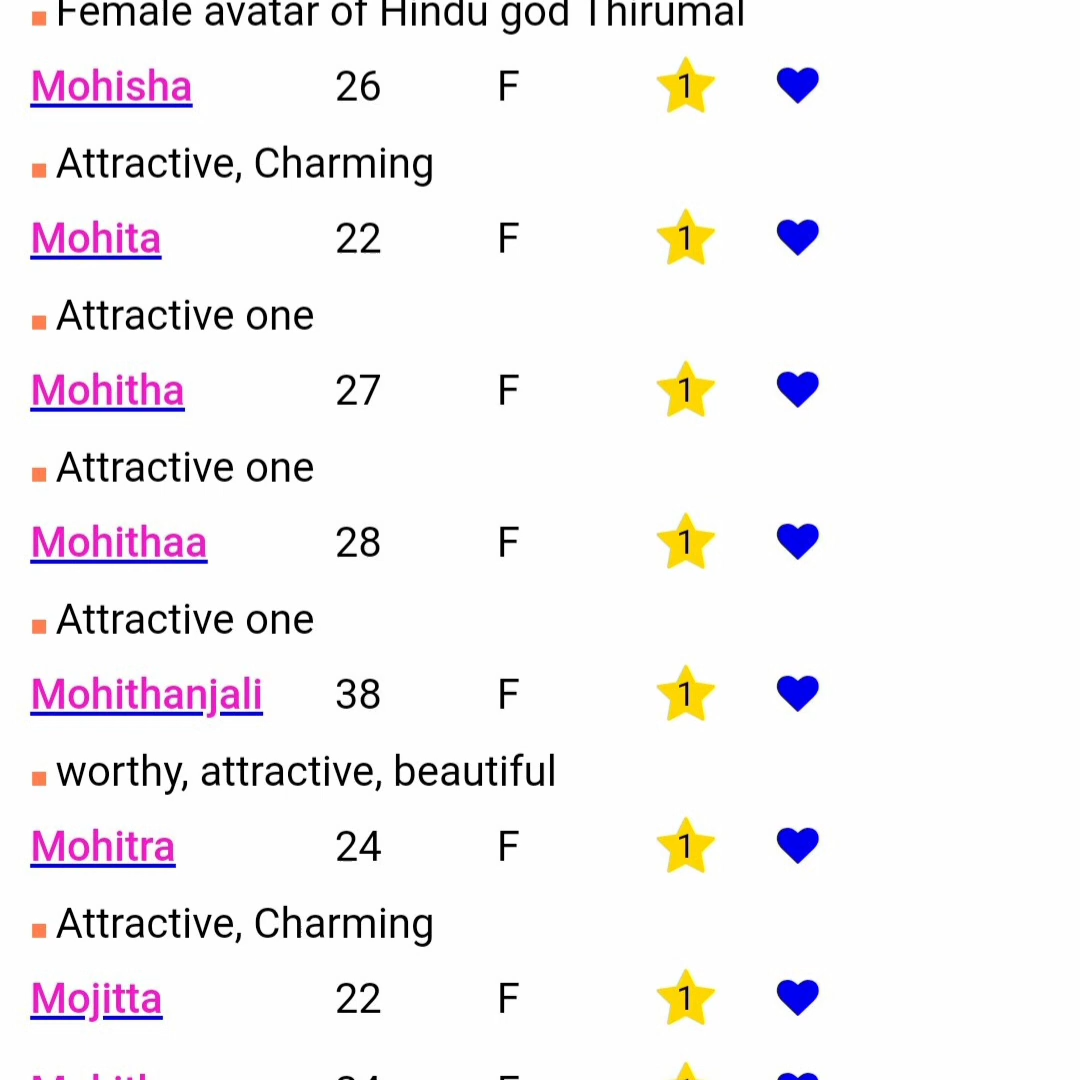 Female avatar of Hindu god Thirumal
Mohisha 26 F 1
Attractive, Charming
Mohita 22 F 1
Attractive one
Mohitha 27 F 1
Attractive one
Mohithaa 28 F 1
Attractive one
Mohithanjali 38 F 1
worthy, attractive, beautiful
Mohitra 24 F 1
Attractive, Charming
Mojitta 22 F 1